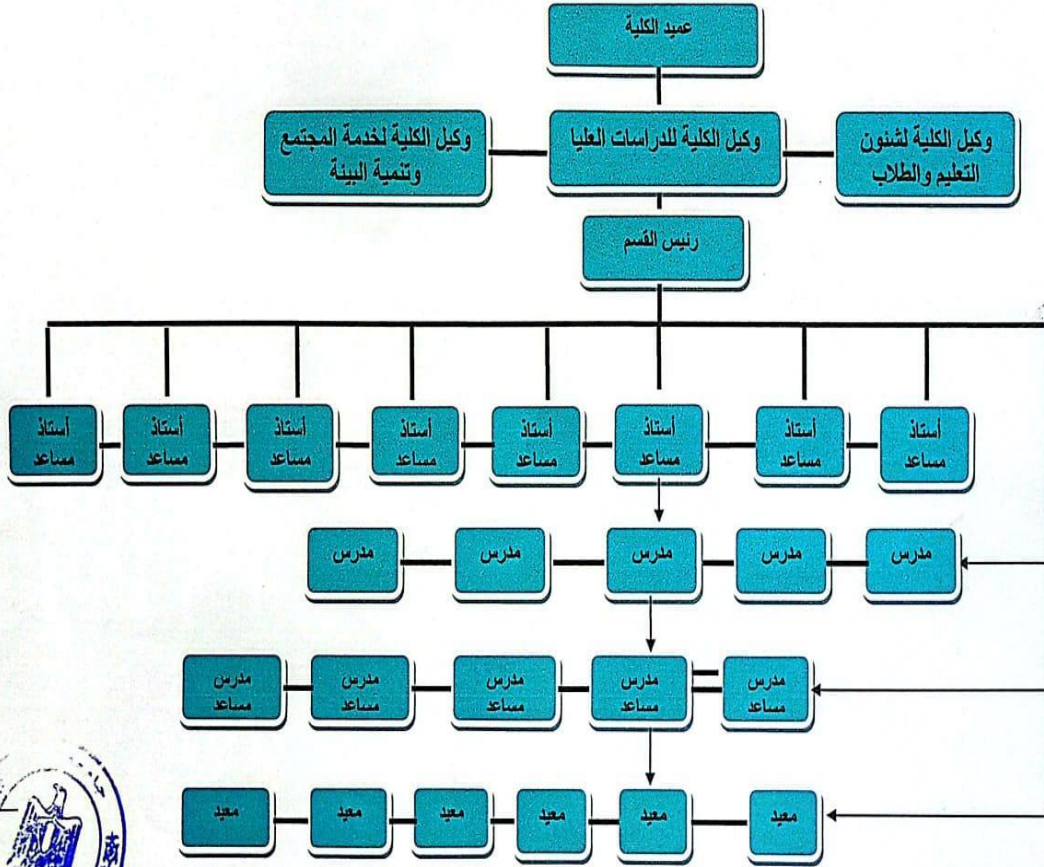 عميد الكلية
وكيل الكلية لشئون
التعليم والطلاب
وكيل الكلية للدراسات العليا
وكيل الكلية لخدمة المجتمع
وتنمية البيئة
رئيس القسم
أستاذ
مساعد
أستاذ
مساعد
أستاذ
مساعد
أستاذ
مساعد
أستاذ
مساعد
أستاذ
مساعد
أستاذ
مساعد
أستاذ
مساعد
مدرس
مدرس
مدرس
مدرس
مدرس
مدرس
مساعد
مدرس
مساعد
مدرس
مساعد
مدرس
مساعد
مدرس
مساعد
معيد
معيد
معيد
معيد
معيد
معيد